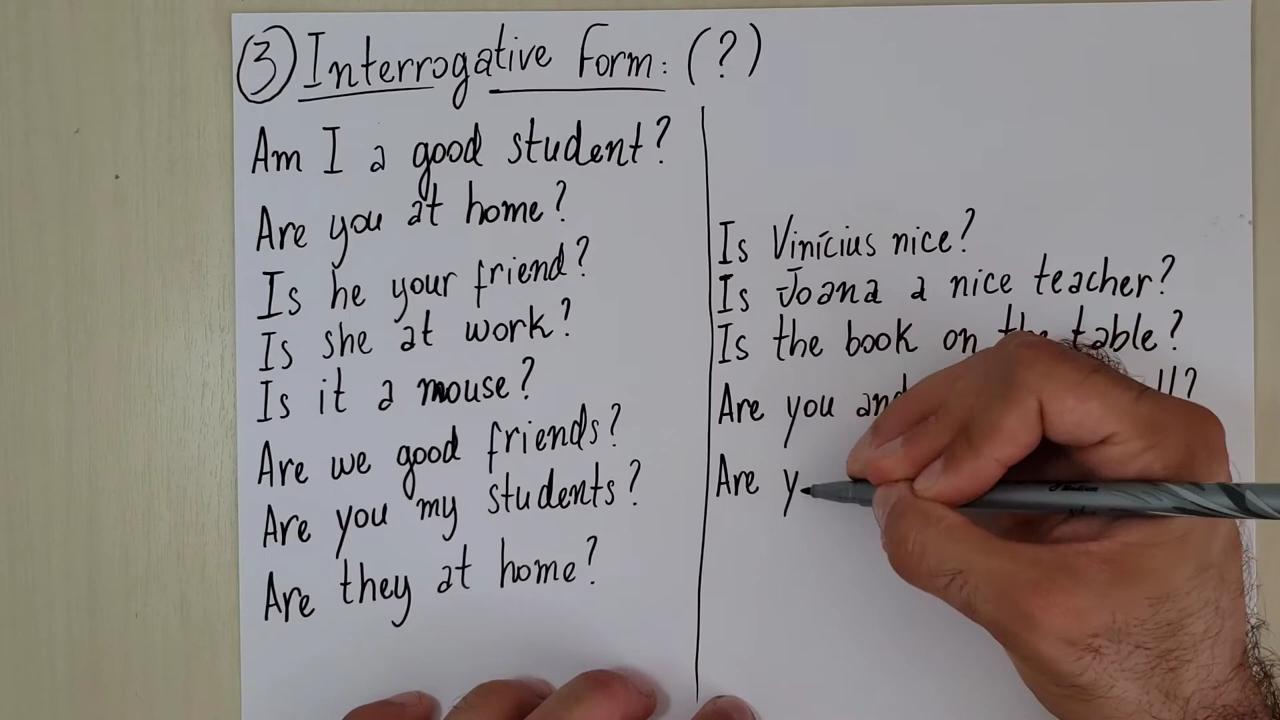 ③ Interrogative Form: (?)
Am I a good student?
Are you at home?
Is he your friend?
Is she at work?
Is it a mouse?
Are we good friends?
Are you my students?
Are they at home?
Is Vinícius nice?
Is Joana a nice teacher?
Is the book on the table?
Are you and
Are y